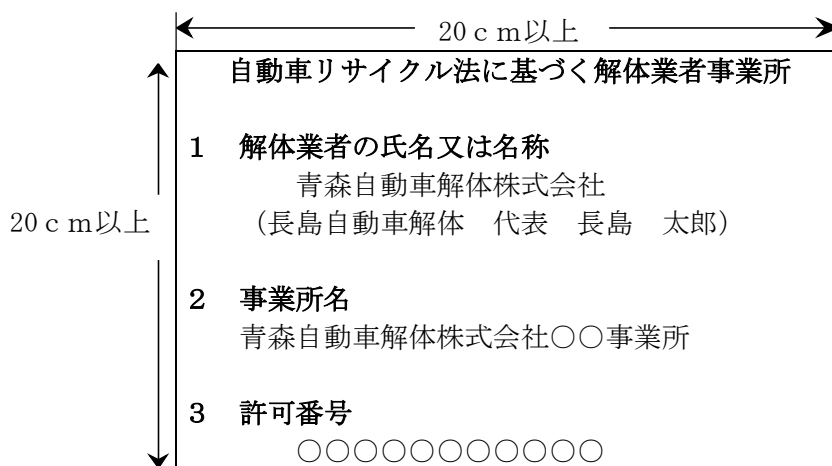 20ｃｍ以上
自動車リサイクル法に基づく解体業者事業所
１　解体業者の氏名又は名称
青森自動車解体株式会社
20ｃｍ以上
（長島自動車解体　代表　長島　太郎）
２　事業所名
青森自動車解体株式会社○○事業所
３　許可番号
○○○○○○○○○○○